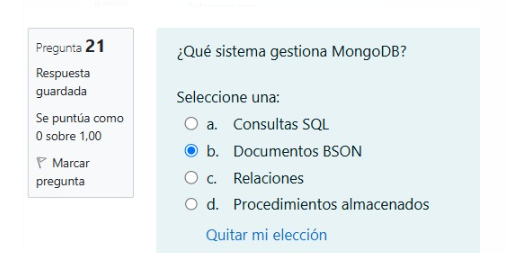 Pregunta 21
Respuesta
guardada
Se puntúa como
0 sobre 1,00
Marcar
pregunta
¿Qué sistema gestiona MongoDB?
Seleccione una:
a. Consultas SQL
b. Documentos BSON
c. Relaciones
d. Procedimientos almacenados
Quitar mi elección